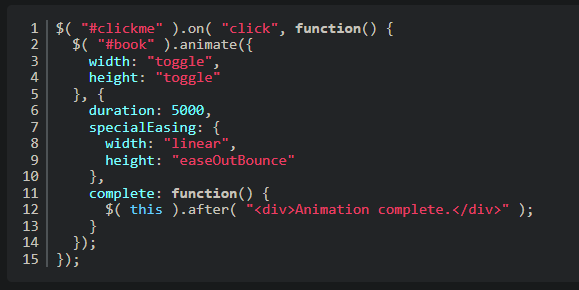 1 $( "#clickme" ).on( "click", function() {
2   $( "#book" ).animate({
3     width: "toggle",
4     height: "toggle"
5   }, {
6     duration: 5000,
7     specialEasing: {
8       width: "linear",
9       height: "easeOutBounce"
10     },
11     complete: function() {
12       $( this ).after( "<div>Animation complete.</div>" );
13     }
14   });
15 });